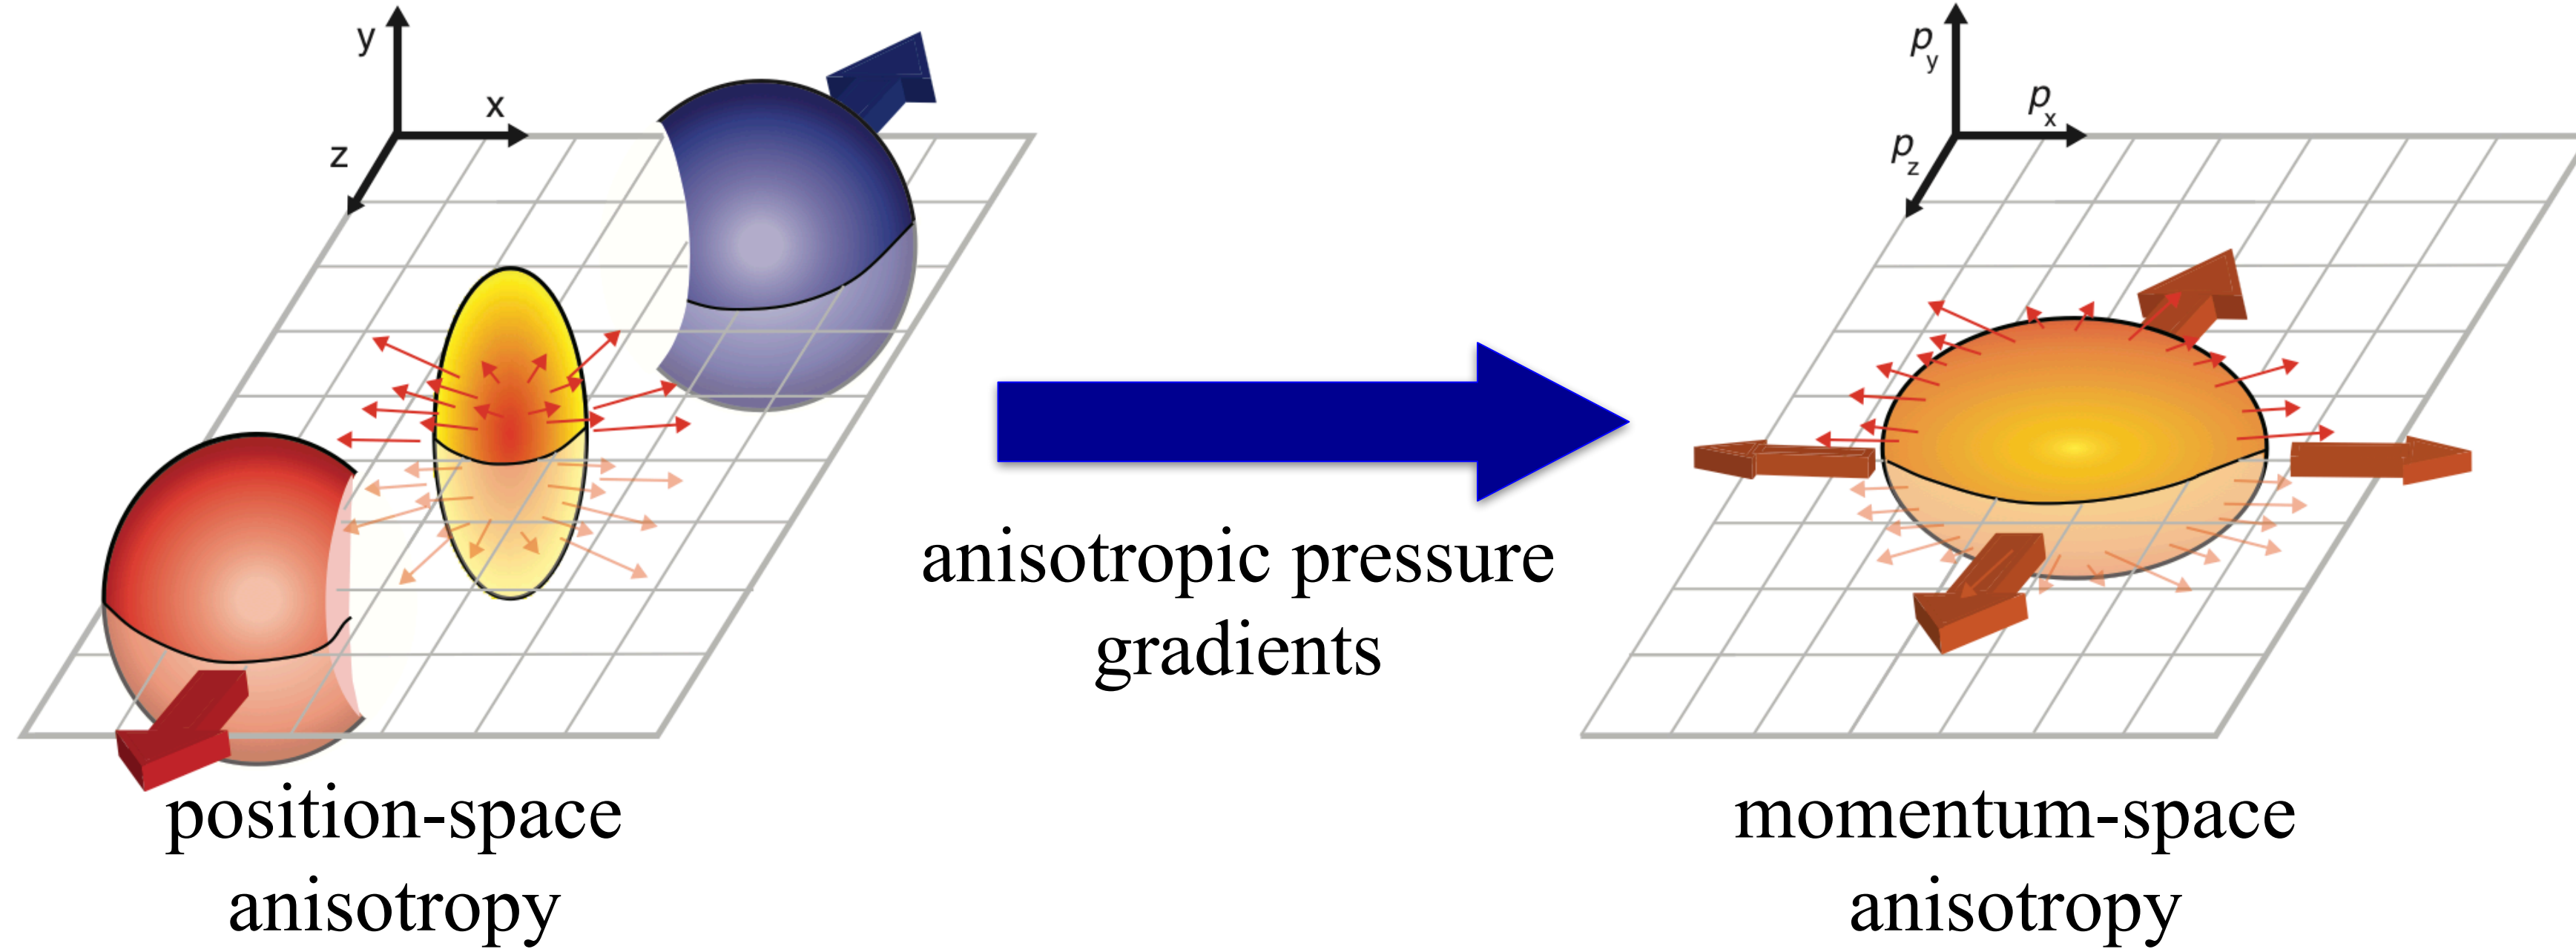 y
x
z
p_y
p_x
p_z
anisotropic pressure
gradients
position-space
anisotropy
momentum-space
anisotropy